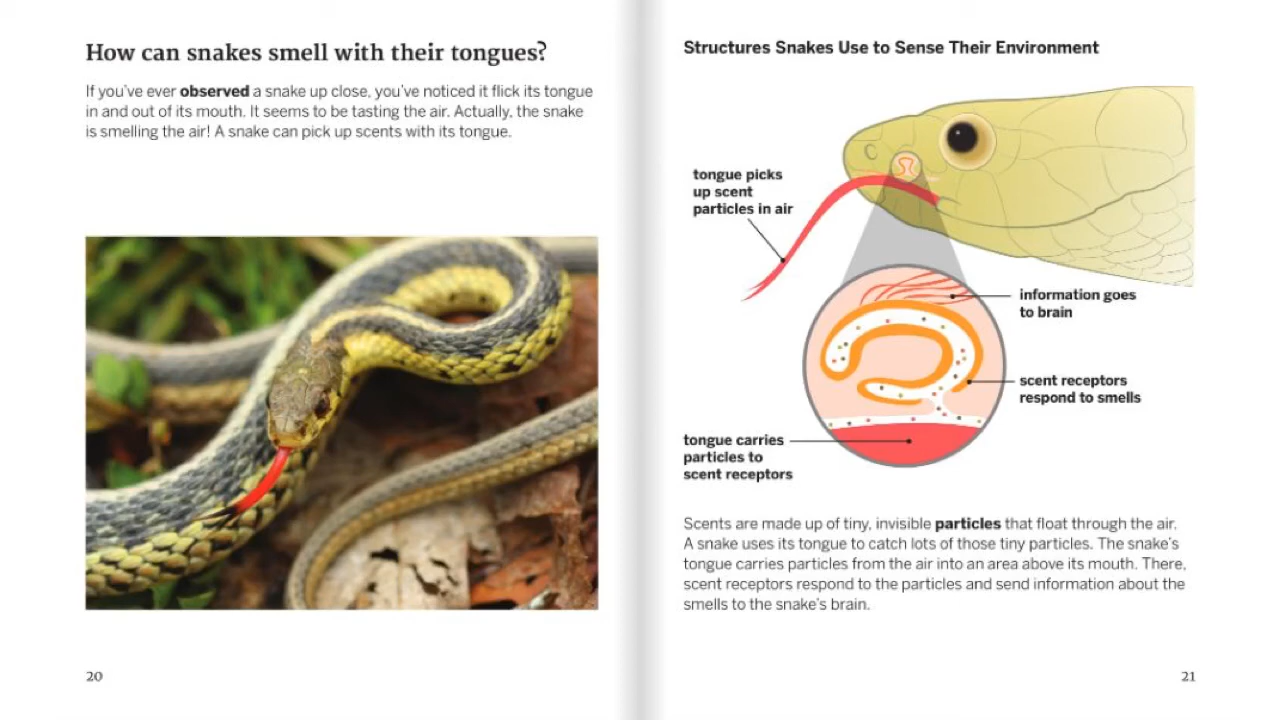 How can snakes smell with their tongues?
If you've ever observed a snake up close, you've noticed it flick its tongue
in and out of its mouth. It seems to be tasting the air. Actually, the snake
is smelling the air! A snake can pick up scents with its tongue.
20
Structures Snakes Use to Sense Their Environment
tongue picks
up scent
particles in air
information goes
to brain
scent receptors
respond to smells
tongue carries
particles to
scent receptors
Scents are made up of tiny, invisible particles that float through the air.
A snake uses its tongue to catch lots of those tiny particles. The snake's
tongue carries particles from the air into an area above its mouth. There,
scent receptors respond to the particles and send information about the
smells to the snake's brain.
21